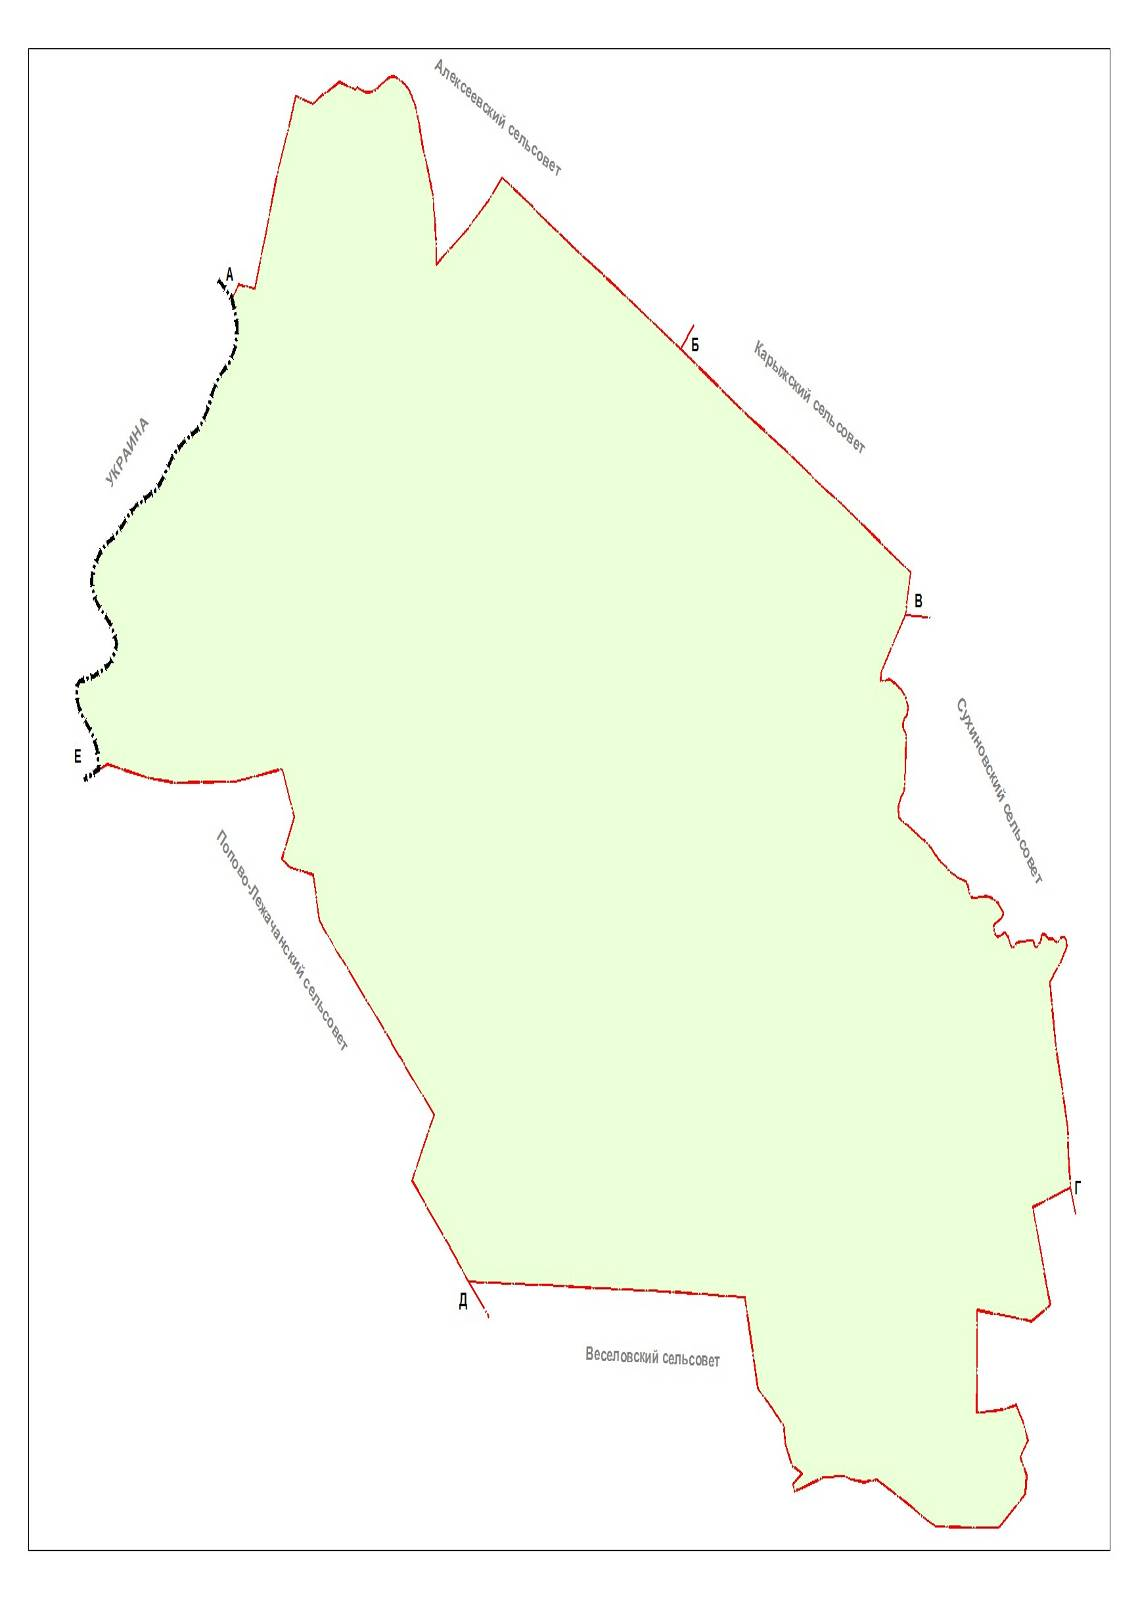 Алексеевский сельсовет
А
Б
Карыжский сельсовет
УКРАИНА
В
Сухиновский сельсовет
Е
Попово-Лежачанский сельсовет
Г
Д
Веселовский сельсовет